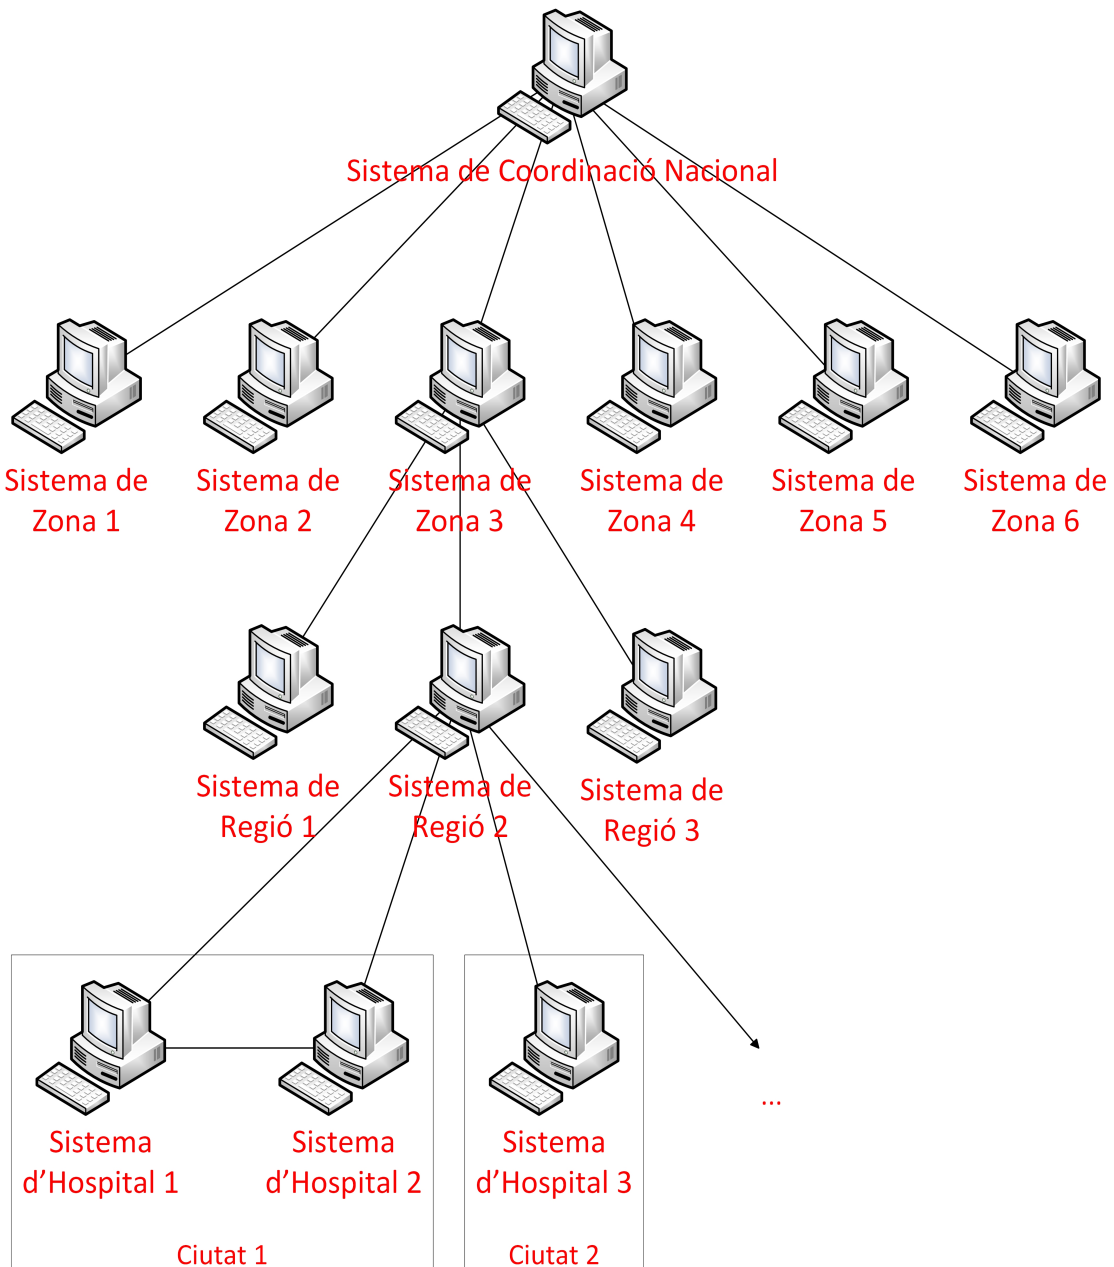 Sistema de Coordinació Nacional
Sistema de
Zona 1
Sistema de
Zona 2
Sistema de
Zona 3
Sistema de
Zona 4
Sistema de
Zona 5
Sistema de
Zona 6
Sistema de
Regió 1
Sistema de
Regió 2
Sistema de
Regió 3
Sistema
d’Hospital 1
Sistema
d’Hospital 2
Sistema
d’Hospital 3
...
Ciutat 1
Ciutat 2